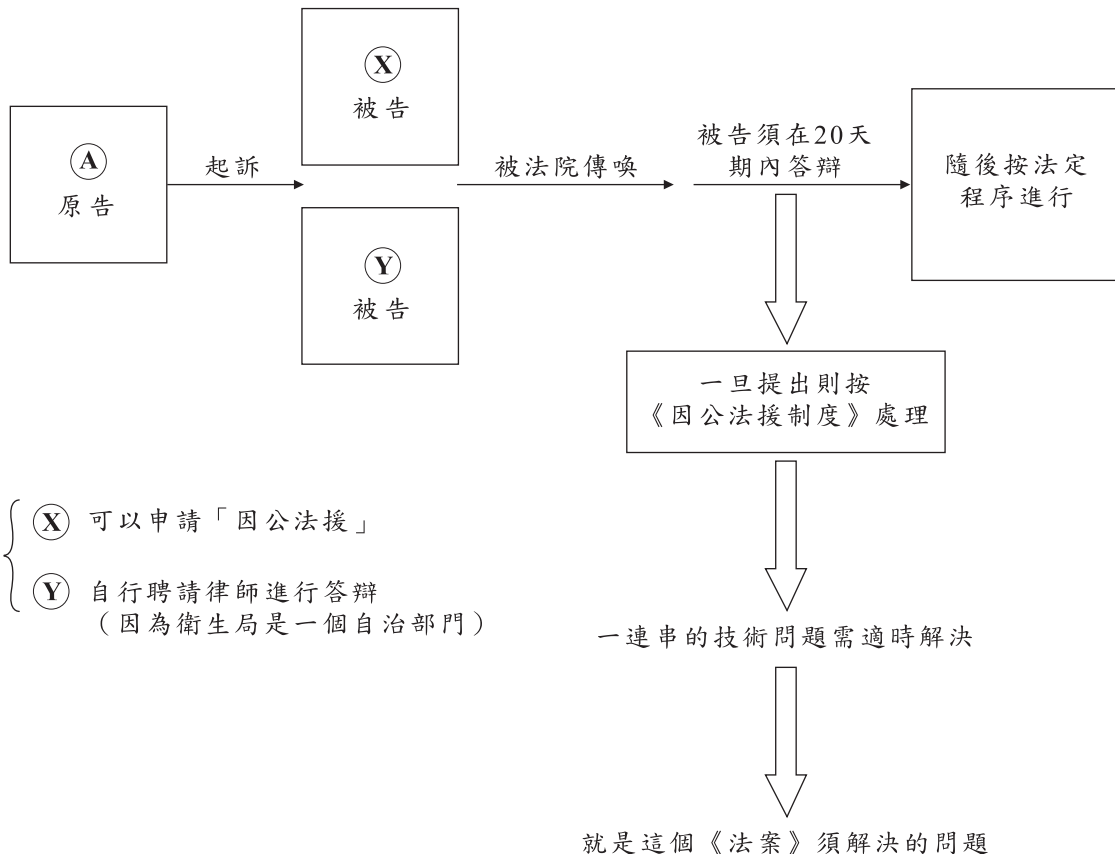 Ⓧ
被告
Ⓐ
原告
起訴
Ⓨ
被告
被法院傳喚
被告須在20天
期內答辯
隨後按法定
程序進行
一旦提出則按
《因公法援制度》處理
Ⓧ 可以申請「因公法援」
Ⓨ 自行聘請律師進行答辯
（因為衛生局是一個自治部門）
一連串的技術問題需適時解決
就是這個《法案》須解決的問題